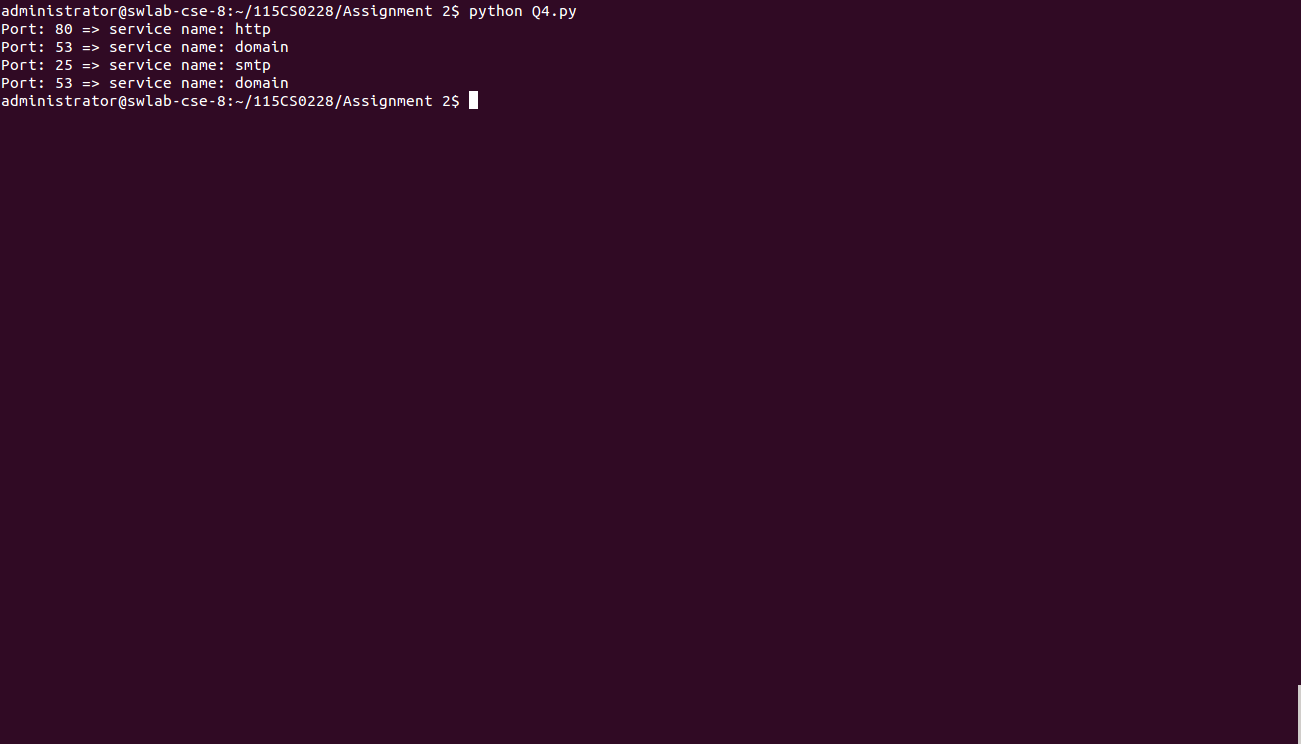 administrator@swlab-cse-8:~/115CS0228/Assignment 2$ python Q4.py
Port: 80 => service name: http
Port: 53 => service name: domain
Port: 25 => service name: smtp
Port: 53 => service name: domain
administrator@swlab-cse-8:~/115CS0228/Assignment 2$